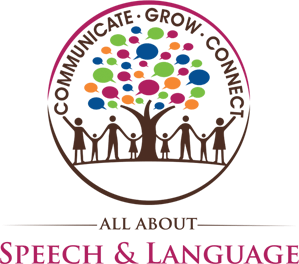 COMMUNICATE · GROW · CONNECT
ALL ABOUT
SPEECH & LANGUAGE